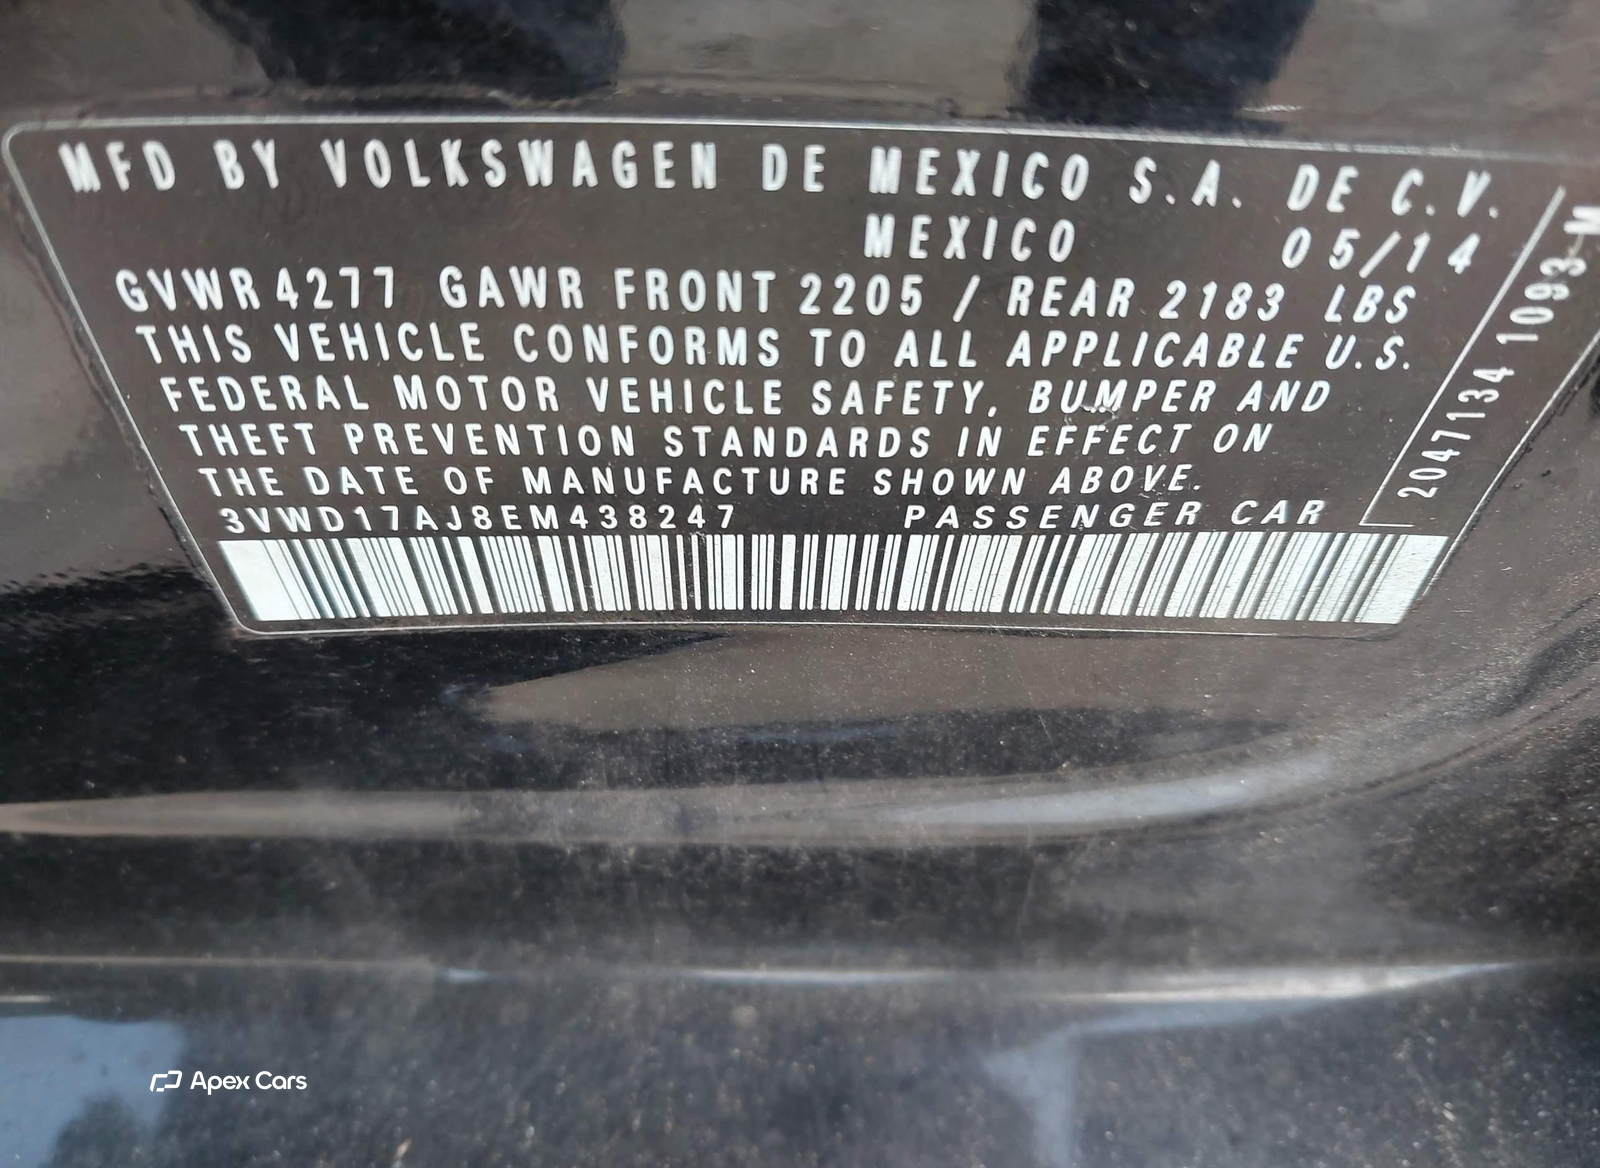 MFD BY VOLKSWAGEN DE MEXICO S.A. DE C.V.
MEXICO 05/14
GVWR 4277 GAWR FRONT 2205 / REAR 2183 LBS
THIS VEHICLE CONFORMS TO ALL APPLICABLE U.S.
FEDERAL MOTOR VEHICLE SAFETY, BUMPER AND
THEFT PREVENTION STANDARDS IN EFFECT ON
THE DATE OF MANUFACTURE SHOWN ABOVE.
3VWD17AJ8EM438247 PASSENGER CAR
2047134 1093
Apex Cars